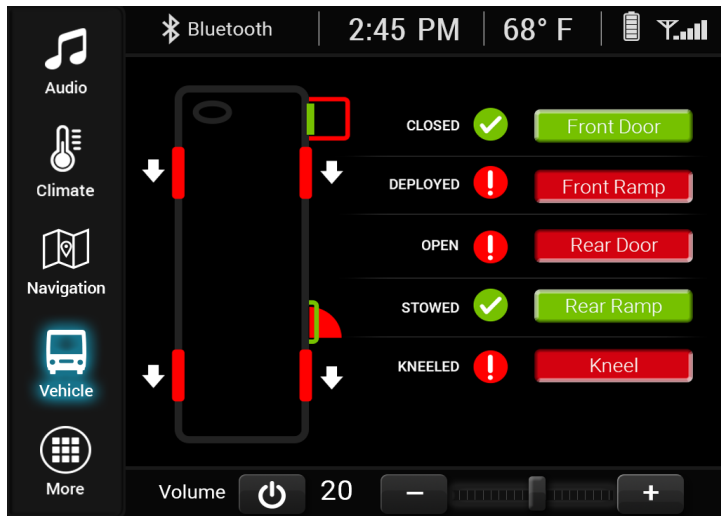 Bluetooth
2:45 PM
68° F
Audio
Climate
Navigation
Vehicle
More
CLOSED
Front Door
DEPLOYED
Front Ramp
OPEN
Rear Door
STOWED
Rear Ramp
KNEELED
Kneel
Volume
20
−
+